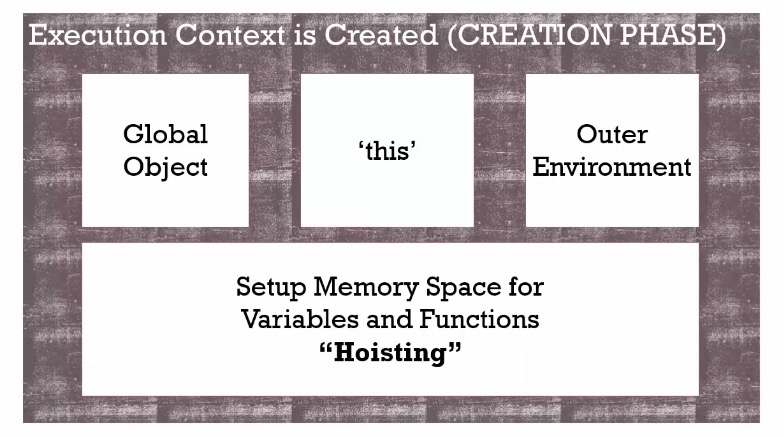 Execution Context is Created (CREATION PHASE)
Global
Object
‘this’
Outer
Environment
Setup Memory Space for
Variables and Functions
“Hoisting”